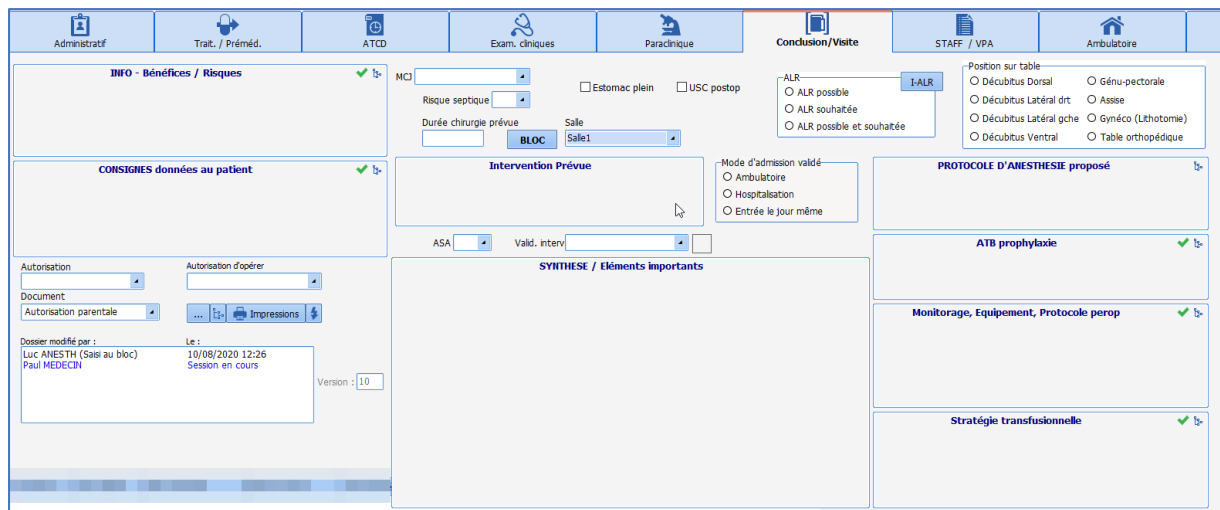 Administratif
Trait. / Préméd.
ATCD
Exam. cliniques
Paraclinique
Conclusion/Visite
STAFF / VPA
Ambulatoire
INFO - Bénéfices / Risques
CONSIGNES données au patient
Autorisation
Autorisation d'opérer
Document
Autorisation parentale
...
Impressions
Dossier modifié par :
Le :
Luc ANESTH (Saisi au bloc)
10/08/2020 12:26
Paul MEDECIN
Session en cours
Version : 10
MCJ
Estomac plein
USC postop
Risque septique
Durée chirurgie prévue
Salle
BLOC
Salle1
ALR
I-ALR
ALR possible
ALR souhaitée
ALR possible et souhaitée
Position sur table
Décubitus Dorsal
Génu-pectorale
Décubitus Latéral drt
Assise
Décubitus Latéral gche
Gynéco (Lithotomie)
Décubitus Ventral
Table orthopédique
Intervention Prévue
Mode d'admission validé
Ambulatoire
Hospitalisation
Entrée le jour même
ASA
Valid. interv
SYNTHESE / Eléments importants
PROTOCOLE D'ANESTHESIE proposé
ATB prophylaxie
Monitorage, Equipement, Protocole perop
Stratégie transfusionnelle